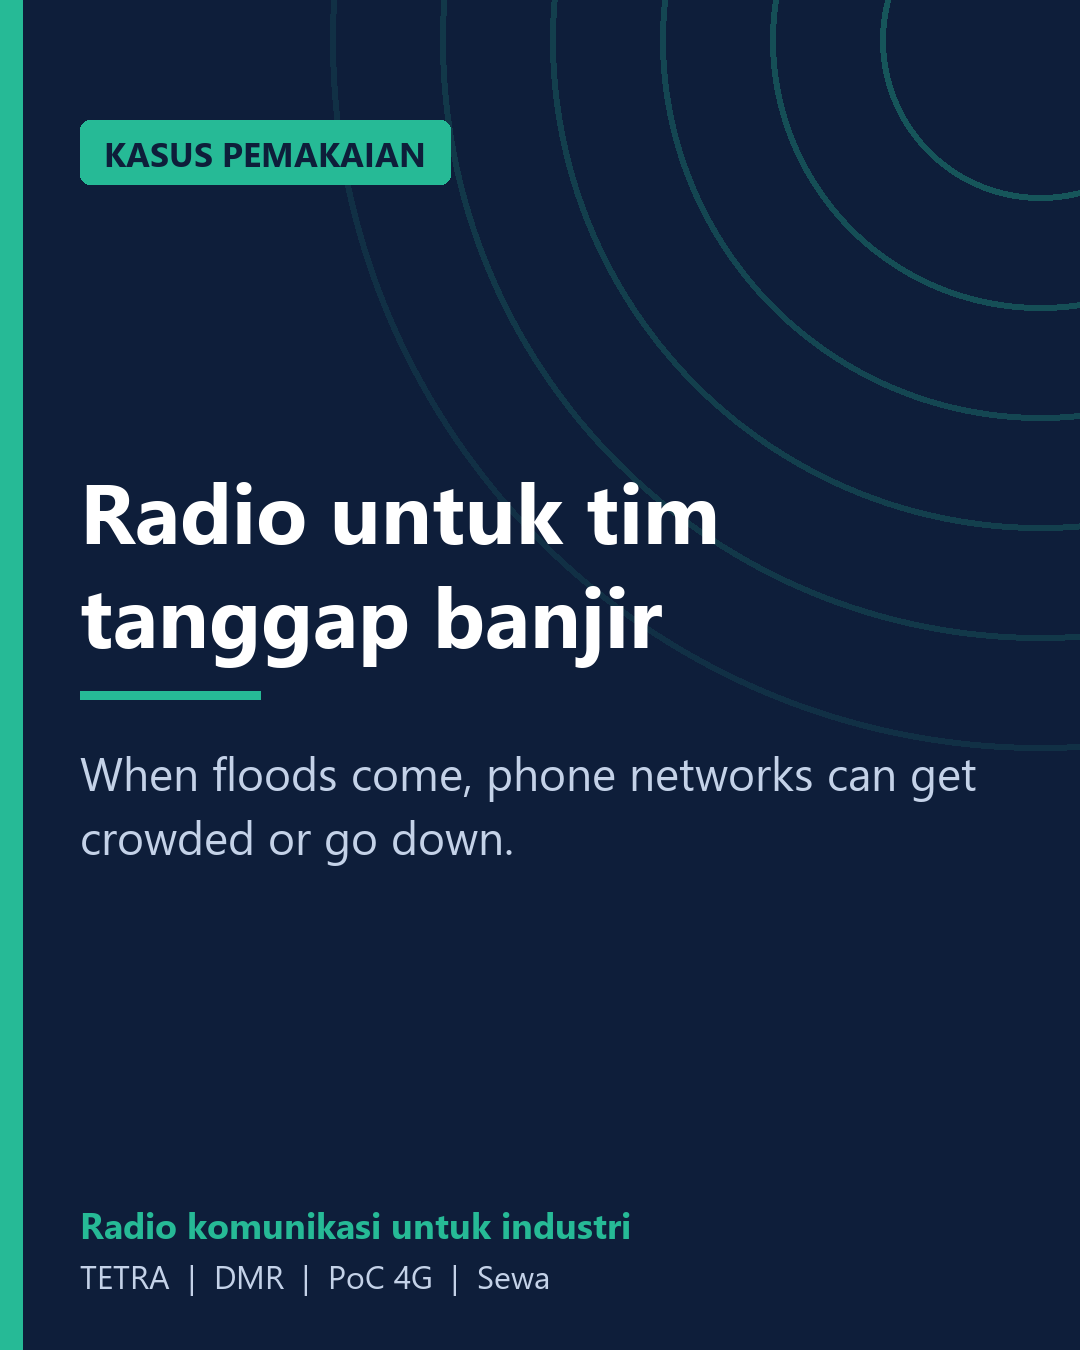 KASUS PEMAKAIAN
Radio untuk tim
tanggap banjir
When floods come, phone networks can get
crowded or go down.
Radio komunikasi untuk industri
TETRA | DMR | PoC 4G | Sewa